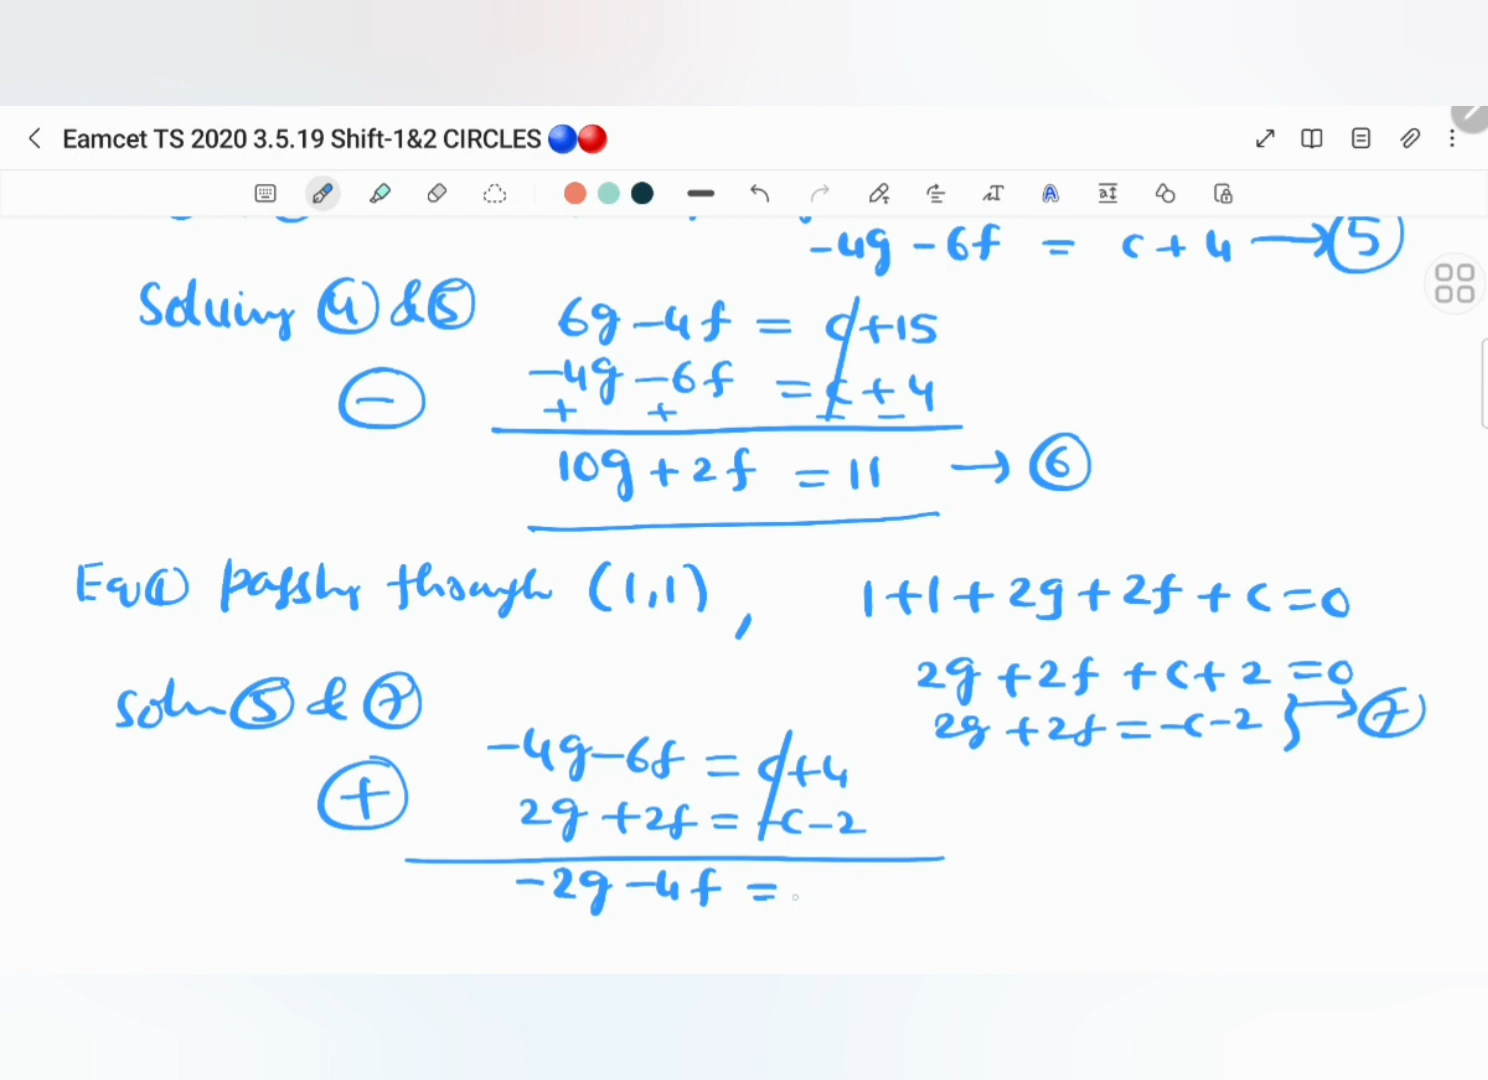 Eamcet TS 2020 3.5.19 Shift-1&2 CIRCLES
-4g - 6f = c + 4 → 5
Solving 4 & 5
6g - 4f = c + 15
-4g - 6f = c + 4
+ + - -
−
10g + 2f = 11 → 6
Eq 1 passing through (1,1), 1+1+2g+2f+c=0
2g + 2f + c + 2 = 0
2g + 2f = -c-2 } → 7
Soln 5 & 7
-4g-6f = c+4
+
2g +2f = -c-2
-2g -4f =